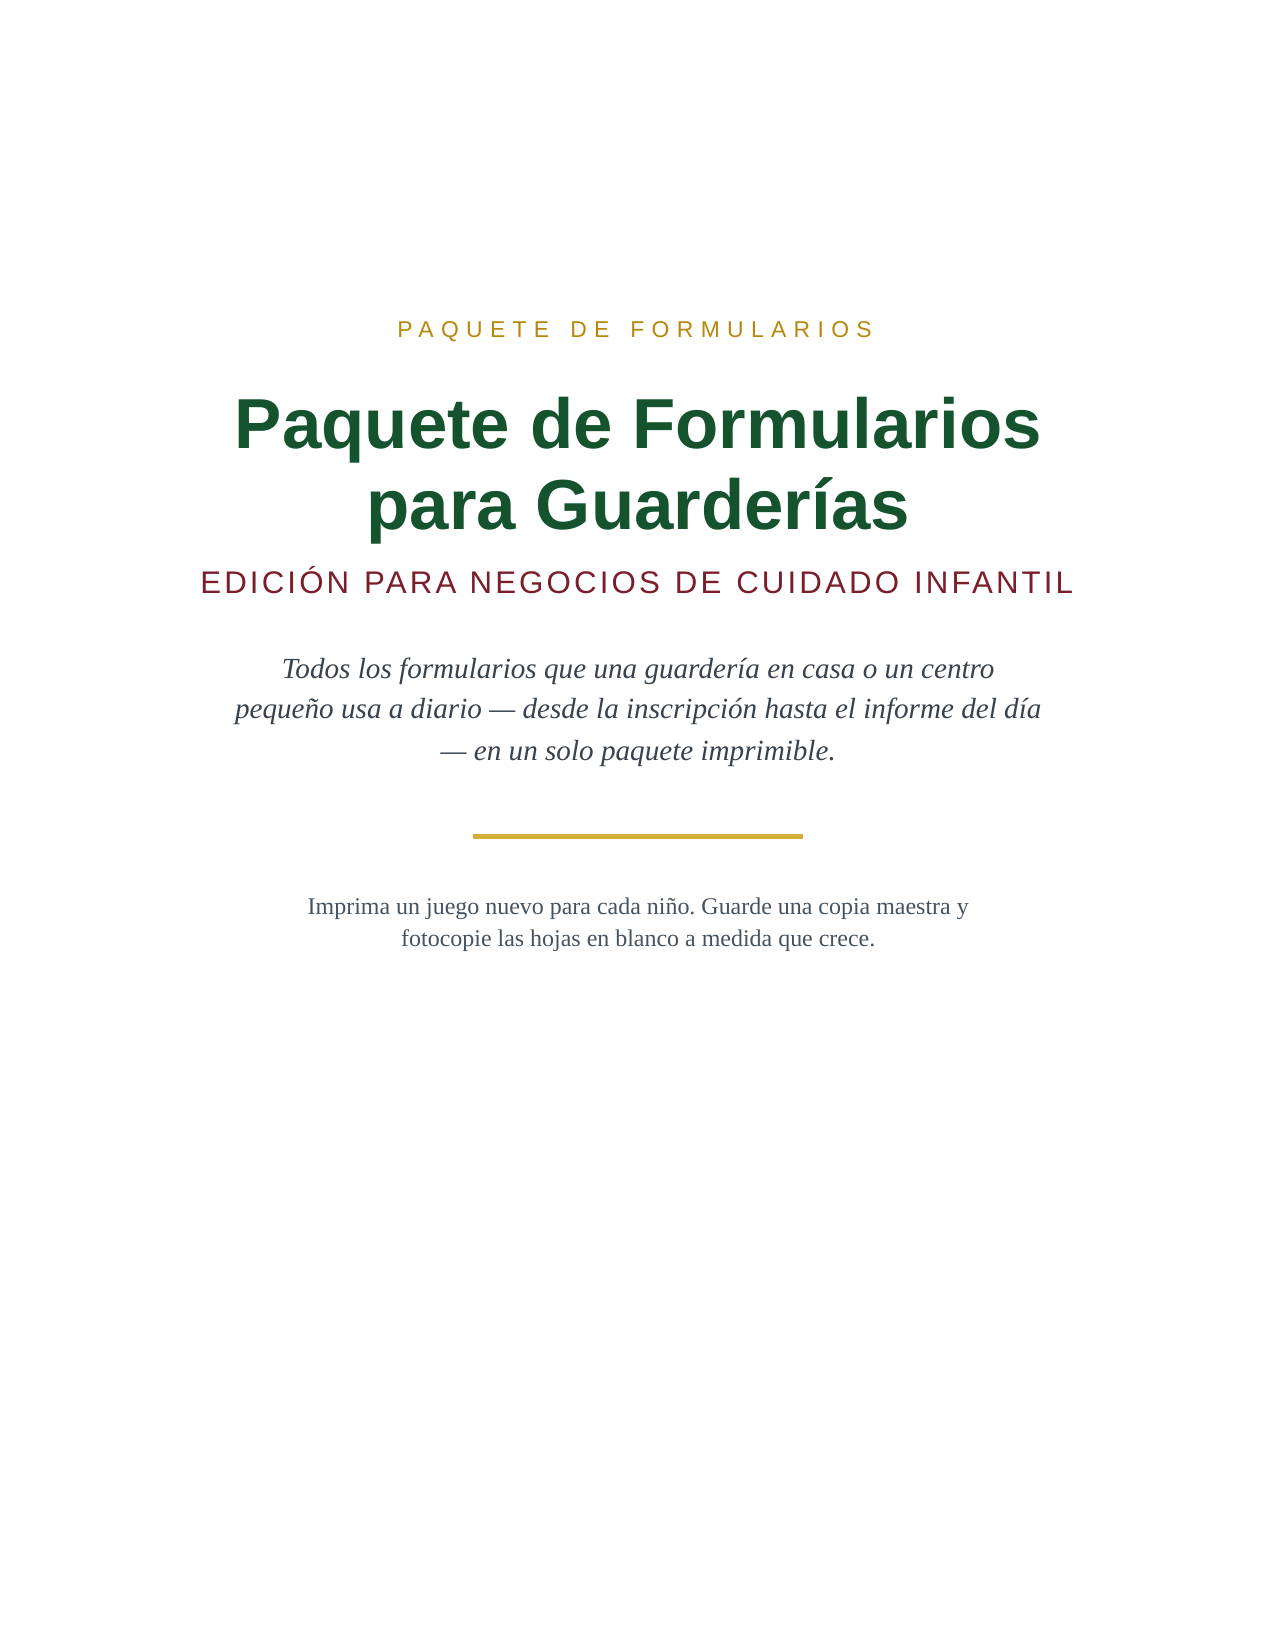 PAQUETE DE FORMULARIOS
Paquete de Formularios
para Guarderías
EDICIÓN PARA NEGOCIOS DE CUIDADO INFANTIL
Todos los formularios que una guardería en casa o un centro
pequeño usa a diario — desde la inscripción hasta el informe del día
— en un solo paquete imprimible.
Imprima un juego nuevo para cada niño. Guarde una copia maestra y
fotocopie las hojas en blanco a medida que crece.